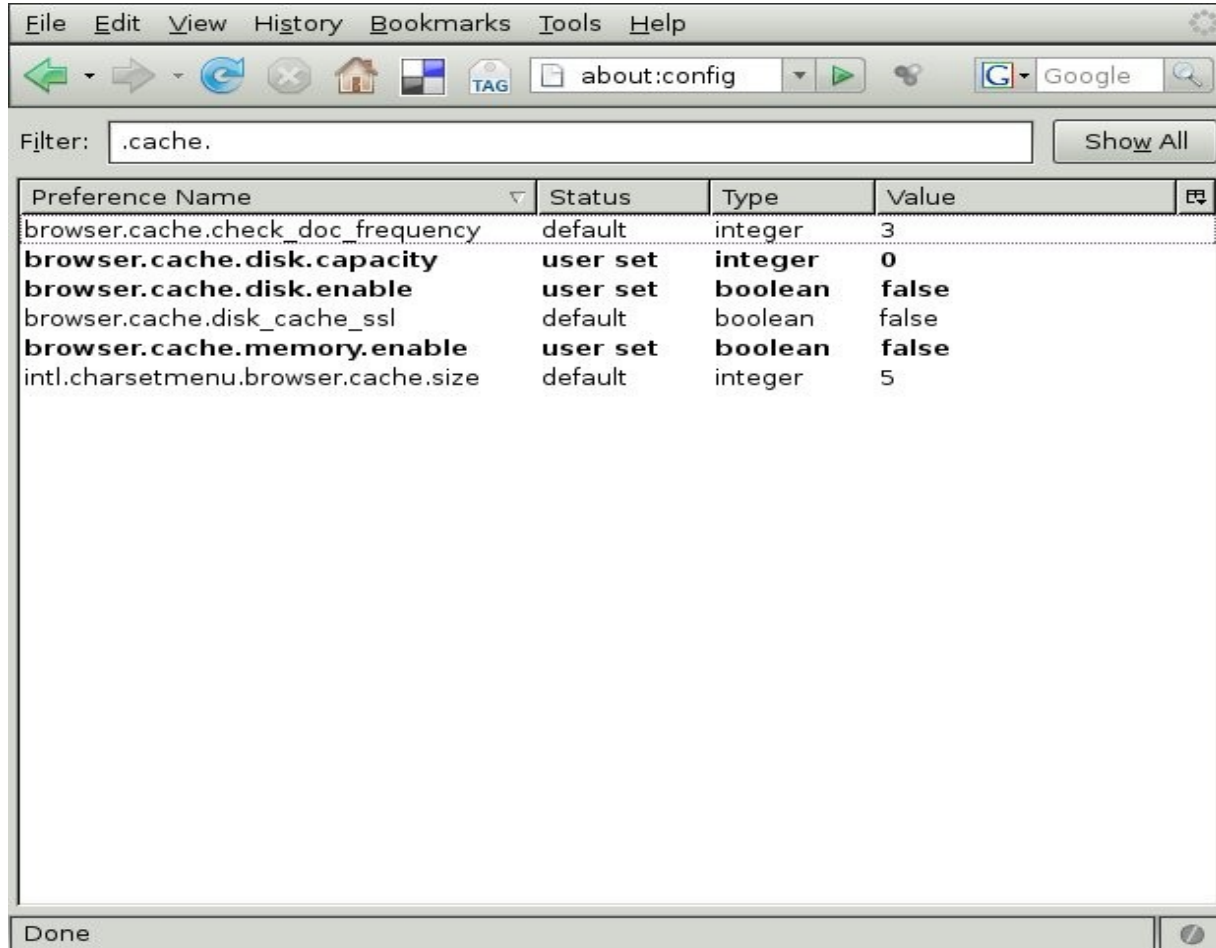 File Edit View History Bookmarks Tools Help
TAG about:config G Google
Filter: .cache. Show All
Preference Name Status Type Value
browser.cache.check_doc_frequency default integer 3
browser.cache.disk.capacity user set integer 0
browser.cache.disk.enable user set boolean false
browser.cache.disk_cache_ssl default boolean false
browser.cache.memory.enable user set boolean false
intl.charsetmenu.browser.cache.size default integer 5
Done